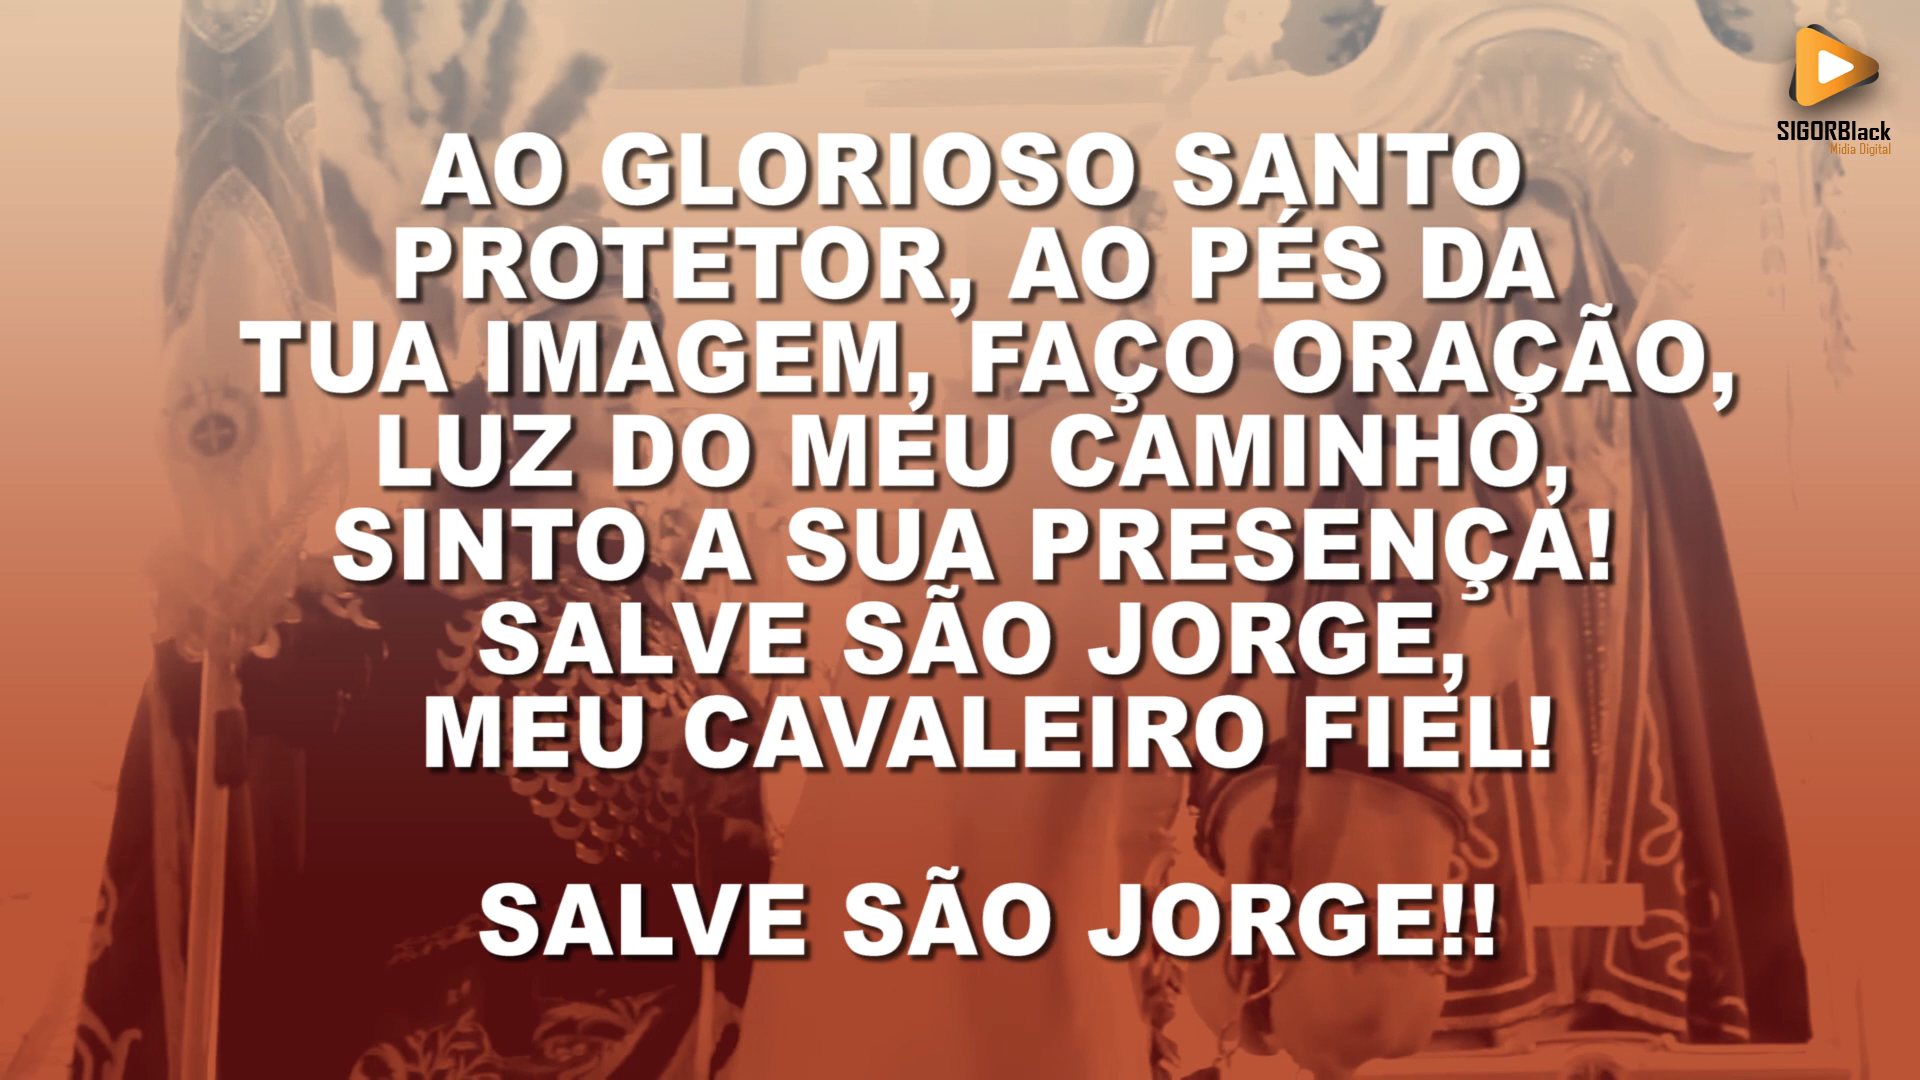 AO GLORIOSO SANTO
PROTETOR, AO PÉS DA
TUA IMAGEM, FAÇO ORAÇÃO,
LUZ DO MEU CAMINHO,
SINTO A SUA PRESENÇA!
SALVE SÃO JORGE,
MEU CAVALEIRO FIEL!
SALVE SÃO JORGE!!
SIGORBlack
Mídia Digital